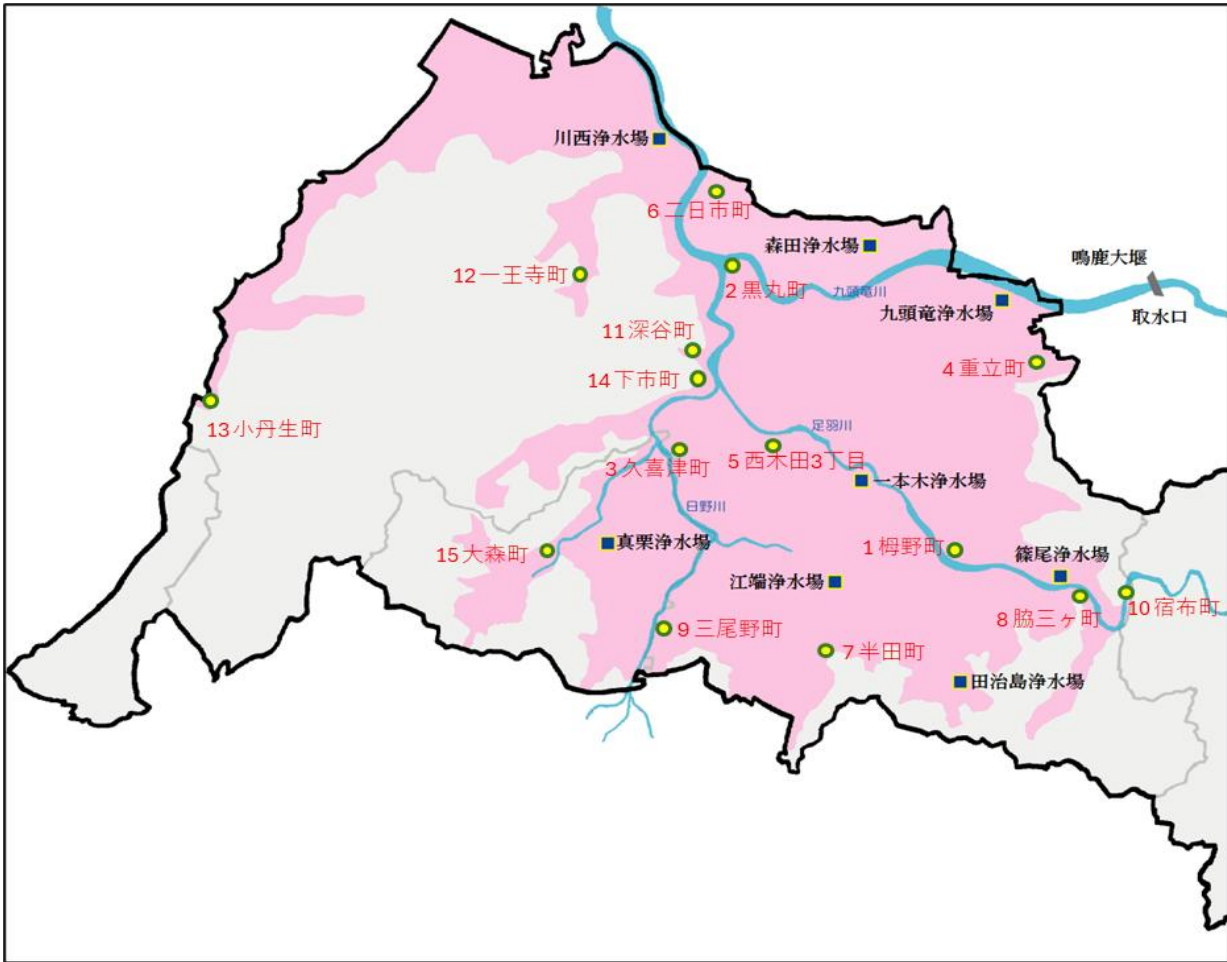 川西浄水場
6 二日市町
森田浄水場
鳴鹿大堰
12 一王寺町
2 黒丸町
九頭竜川
九頭竜浄水場
取水口
11 深谷町
4 重立町
14 下市町
13 小丹生町
足羽川
3 久喜津町
5 西木田3丁目
一本木浄水場
日野川
15 大森町
真栗浄水場
1 栂野町
篠尾浄水場
江端浄水場
8 脇三ヶ町
10 宿布町
9 三尾野町
7 半田町
田治島浄水場